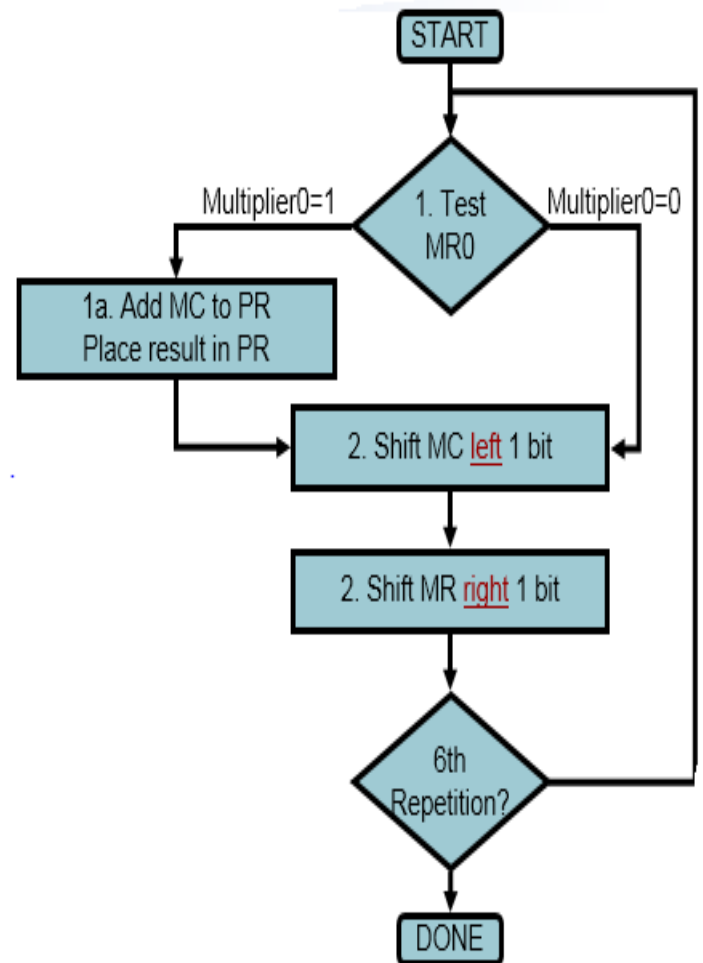 START
Multiplier0=1
1. Test
MR0
Multiplier0=0
1a. Add MC to PR
Place result in PR
2. Shift MC left 1 bit
2. Shift MR right 1 bit
6th
Repetition?
DONE